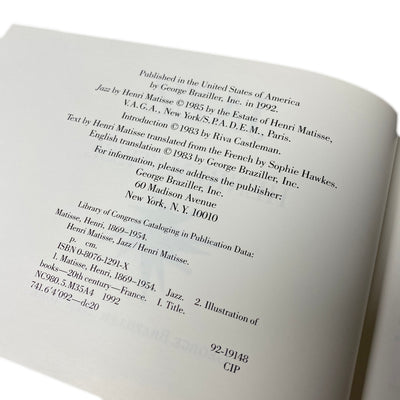 Published in the United States of America
by George Braziller, Inc. in 1992.
Jazz by Henri Matisse ©1985 by the Estate of Henri Matisse,
V.A.G.A., New York/S.P.A.D.E.M., Paris.
Introduction ©1983 by Riva Castleman.
Text by Henri Matisse translated from the French by Sophie Hawkes,
English translation ©1983 by George Braziller, Inc.
For information, please address the publisher:
George Braziller, Inc.
60 Madison Avenue
New York, N.Y. 10010
Library of Congress Cataloging in Publication Data:
Matisse, Henri. 1869–1954.
Henri Matisse, Jazz/Henri Matisse.
p. cm.
ISBN 0-8076-1291-X
1. Matisse, Henri. 1869–1954. Jazz. 2. Illustration of
books—20th century—France. I. Title.
NC980.5.M35A4 1992
741.6'4'092—dc20 92-19148
CIP